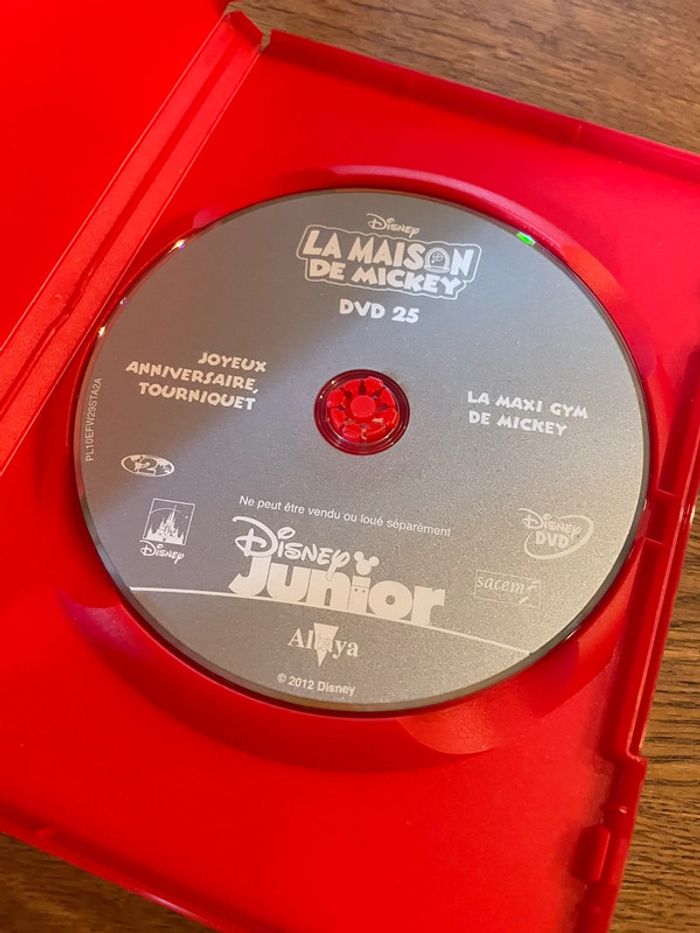 Disney
LA MAISON
DE MICKEY
DVD 25
JOYEUX
ANNIVERSAIRE,
TOURNIQUET
LA MAXI GYM
DE MICKEY
PL10EFW29STA2A
2
Ne peut être vendu ou loué séparément
Disney
Disney
DVD
Disney
Junior
sacem
Altaya
© 2012 Disney